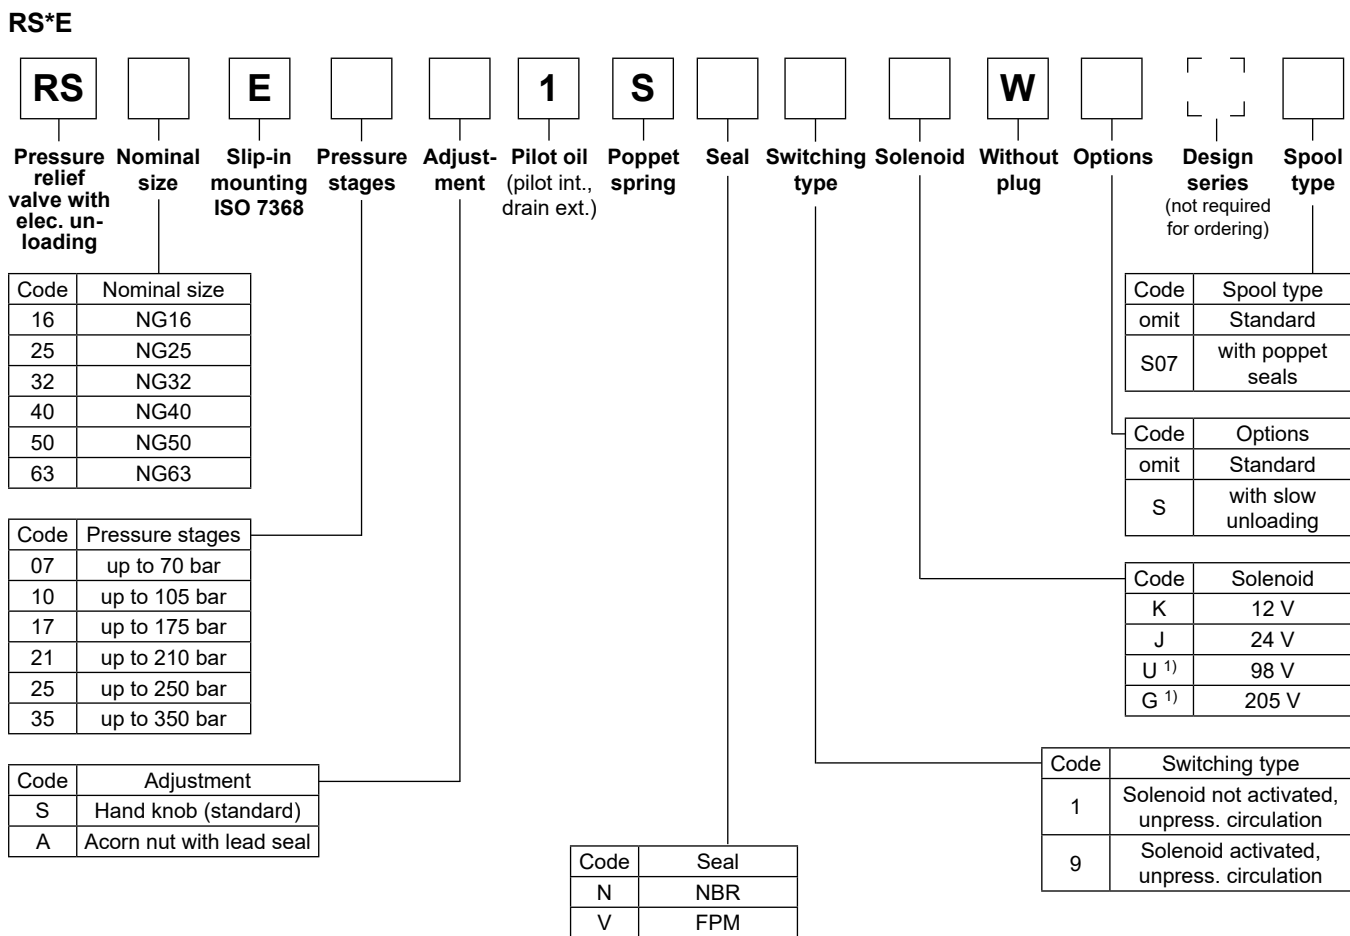 RS*E
RS E 1 S W
Pressure Nominal Slip-in Pressure Adjust- Pilot oil Poppet Seal Switching Solenoid Without Options Design Spool
relief size mounting stages ment (pilot int., spring type plug series type
valve with ISO 7368 drain ext.) (not required
elec. un- for ordering)
loading
Code Nominal size
16 NG16
25 NG25
32 NG32
40 NG40
50 NG50
63 NG63
Code Spool type
omit Standard
S07 with poppet
seals
Code Options
omit Standard
S with slow
unloading
Code Pressure stages
07 up to 70 bar
10 up to 105 bar
17 up to 175 bar
21 up to 210 bar
25 up to 250 bar
35 up to 350 bar
Code Solenoid
K 12 V
J 24 V
U 1) 98 V
G 1) 205 V
Code Adjustment
S Hand knob (standard)
A Acorn nut with lead seal
Code Switching type
1 Solenoid not activated,
unpress. circulation
9 Solenoid activated,
unpress. circulation
Code Seal
N NBR
V FPM